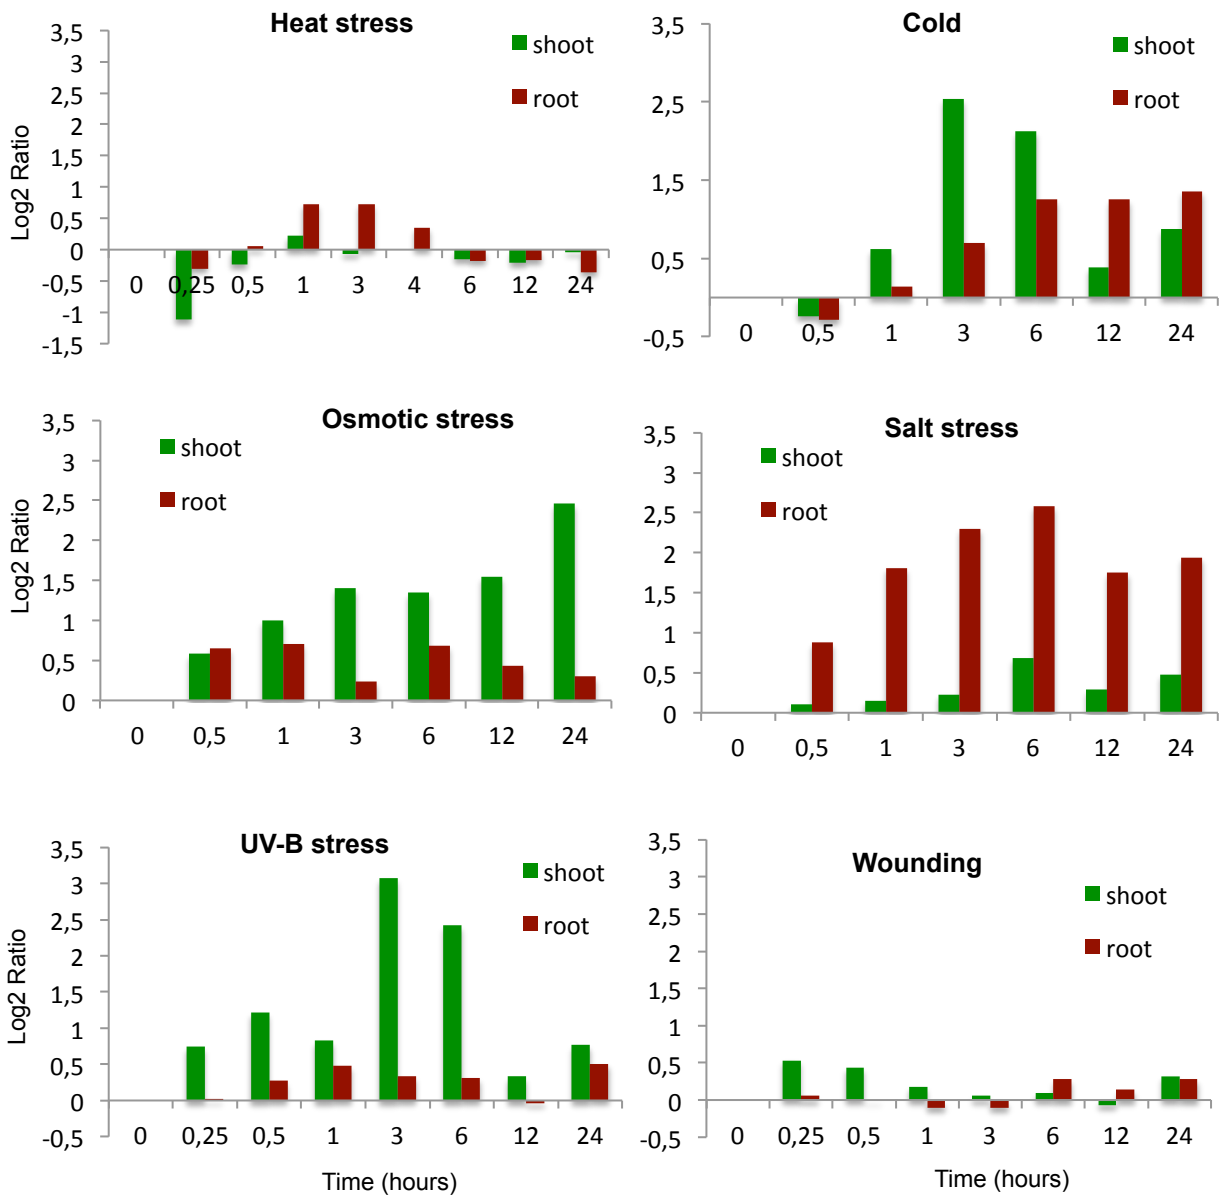 Heat stress
3,5
3
2,5
2
1,5
1
0,5
0
-0,5
-1
-1,5
Log2 Ratio
shoot
root
0 0,25 0,5 1 3 4 6 12 24
Cold
3,5
2,5
1,5
0,5
-0,5
shoot
root
0 0,5 1 3 6 12 24
Osmotic stress
3,5
3
2,5
2
1,5
1
0,5
0
Log2 Ratio
shoot
root
0 0,5 1 3 6 12 24
Salt stress
3,5
3
2,5
2
1,5
1
0,5
0
shoot
root
0 0,5 1 3 6 12 24
UV-B stress
3,5
3
2,5
2
1,5
1
0,5
0
-0,5
Log2 Ratio
shoot
root
0 0,25 0,5 1 3 6 12 24
Time (hours)
Wounding
3,5
3
2,5
2
1,5
1
0,5
0
-0,5
shoot
root
0 0,25 0,5 1 3 6 12 24
Time (hours)